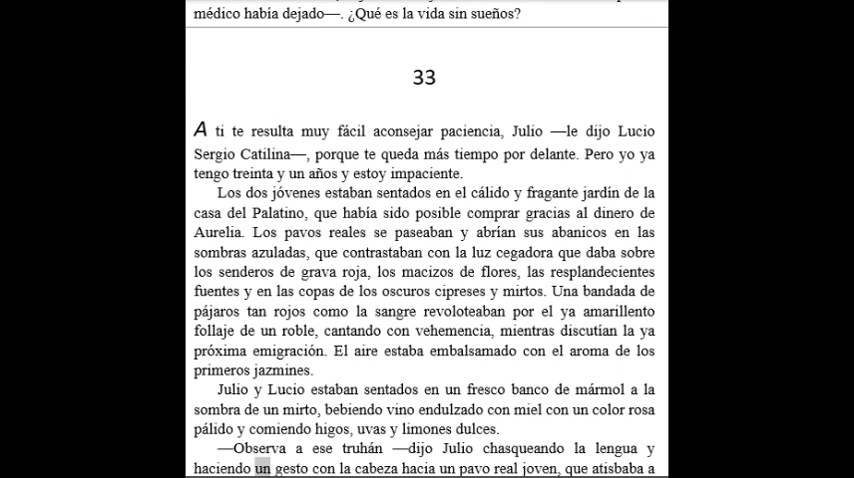 médico había dejado—. ¿Qué es la vida sin sueños?
33
A ti te resulta muy fácil aconsejar paciencia, Julio —le dijo Lucio
Sergio Catilina—, porque te queda más tiempo por delante. Pero yo ya
tengo treinta y un años y estoy impaciente.
Los dos jóvenes estaban sentados en el cálido y fragante jardín de la
casa del Palatino, que había sido posible comprar gracias al dinero de
Aurelia. Los pavos reales se paseaban y abrían sus abanicos en las
sombras azuladas, que contrastaban con la luz cegadora que daba sobre
los senderos de grava roja, los macizos de flores, las resplandecientes
fuentes y en las copas de los oscuros cipreses y mirtos. Una bandada de
pájaros tan rojos como la sangre revoloteaban por el ya amarillento
follaje de un roble, cantando con vehemencia, mientras discutían la ya
próxima emigración. El aire estaba embalsamado con el aroma de los
primeros jazmines.
Julio y Lucio estaban sentados en un fresco banco de mármol a la
sombra de un mirto, bebiendo vino endulzado con miel con un color rosa
pálido y comiendo higos, uvas y limones dulces.
—Observa a ese truhán —dijo Julio chasqueando la lengua y
haciendo un gesto con la cabeza hacia un pavo real joven, que atisbaba a